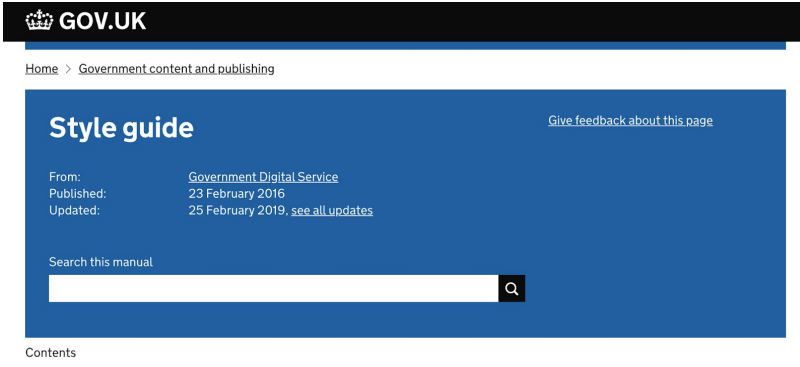 GOV.UK
Home > Government content and publishing
Style guide
Give feedback about this page
From: Government Digital Service
Published: 23 February 2016
Updated: 25 February 2019, see all updates
Search this manual
Contents